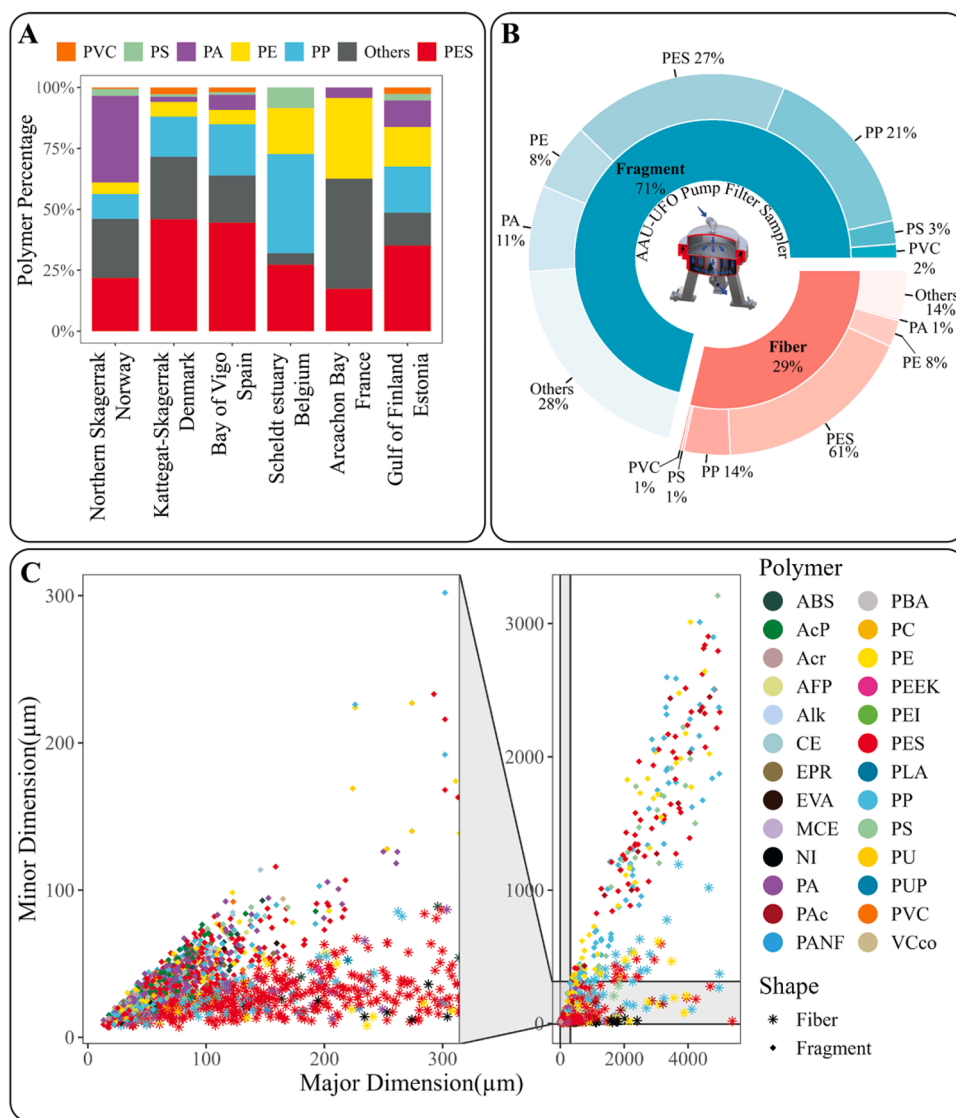 A
PVC PS PA PE PP Others PES
Polymer Percentage
100%
75%
50%
25%
0%
Northern Skagerrak
Norway
Kattegat-Skagerrak
Denmark
Bay of Vigo
Spain
Scheldt estuary
Belgium
Arcachon Bay
France
Gulf of Finland
Estonia
B
PES 27%
PP 21%
PE
8%
Fragment
71%
AAU-UFO Pump Filter Sampler
PA
11%
PS 3%
PVC
2%
Others
14%
PA 1%
PE 8%
Fiber
29%
Others
28%
PES
61%
PVC
1%
PS
1%
PP 14%
C
Minor Dimension(µm)
300
200
100
0
0 100 200 300
3000
2000
1000
0
0 2000 4000
Major Dimension(µm)
Polymer
ABS PBA
AcP PC
Acr PE
AFP PEEK
Alk PEI
CE PES
EPR PLA
EVA PP
MCE PS
NI PU
PA PUP
PAc PVC
PANF VCco
Shape
Fiber
Fragment